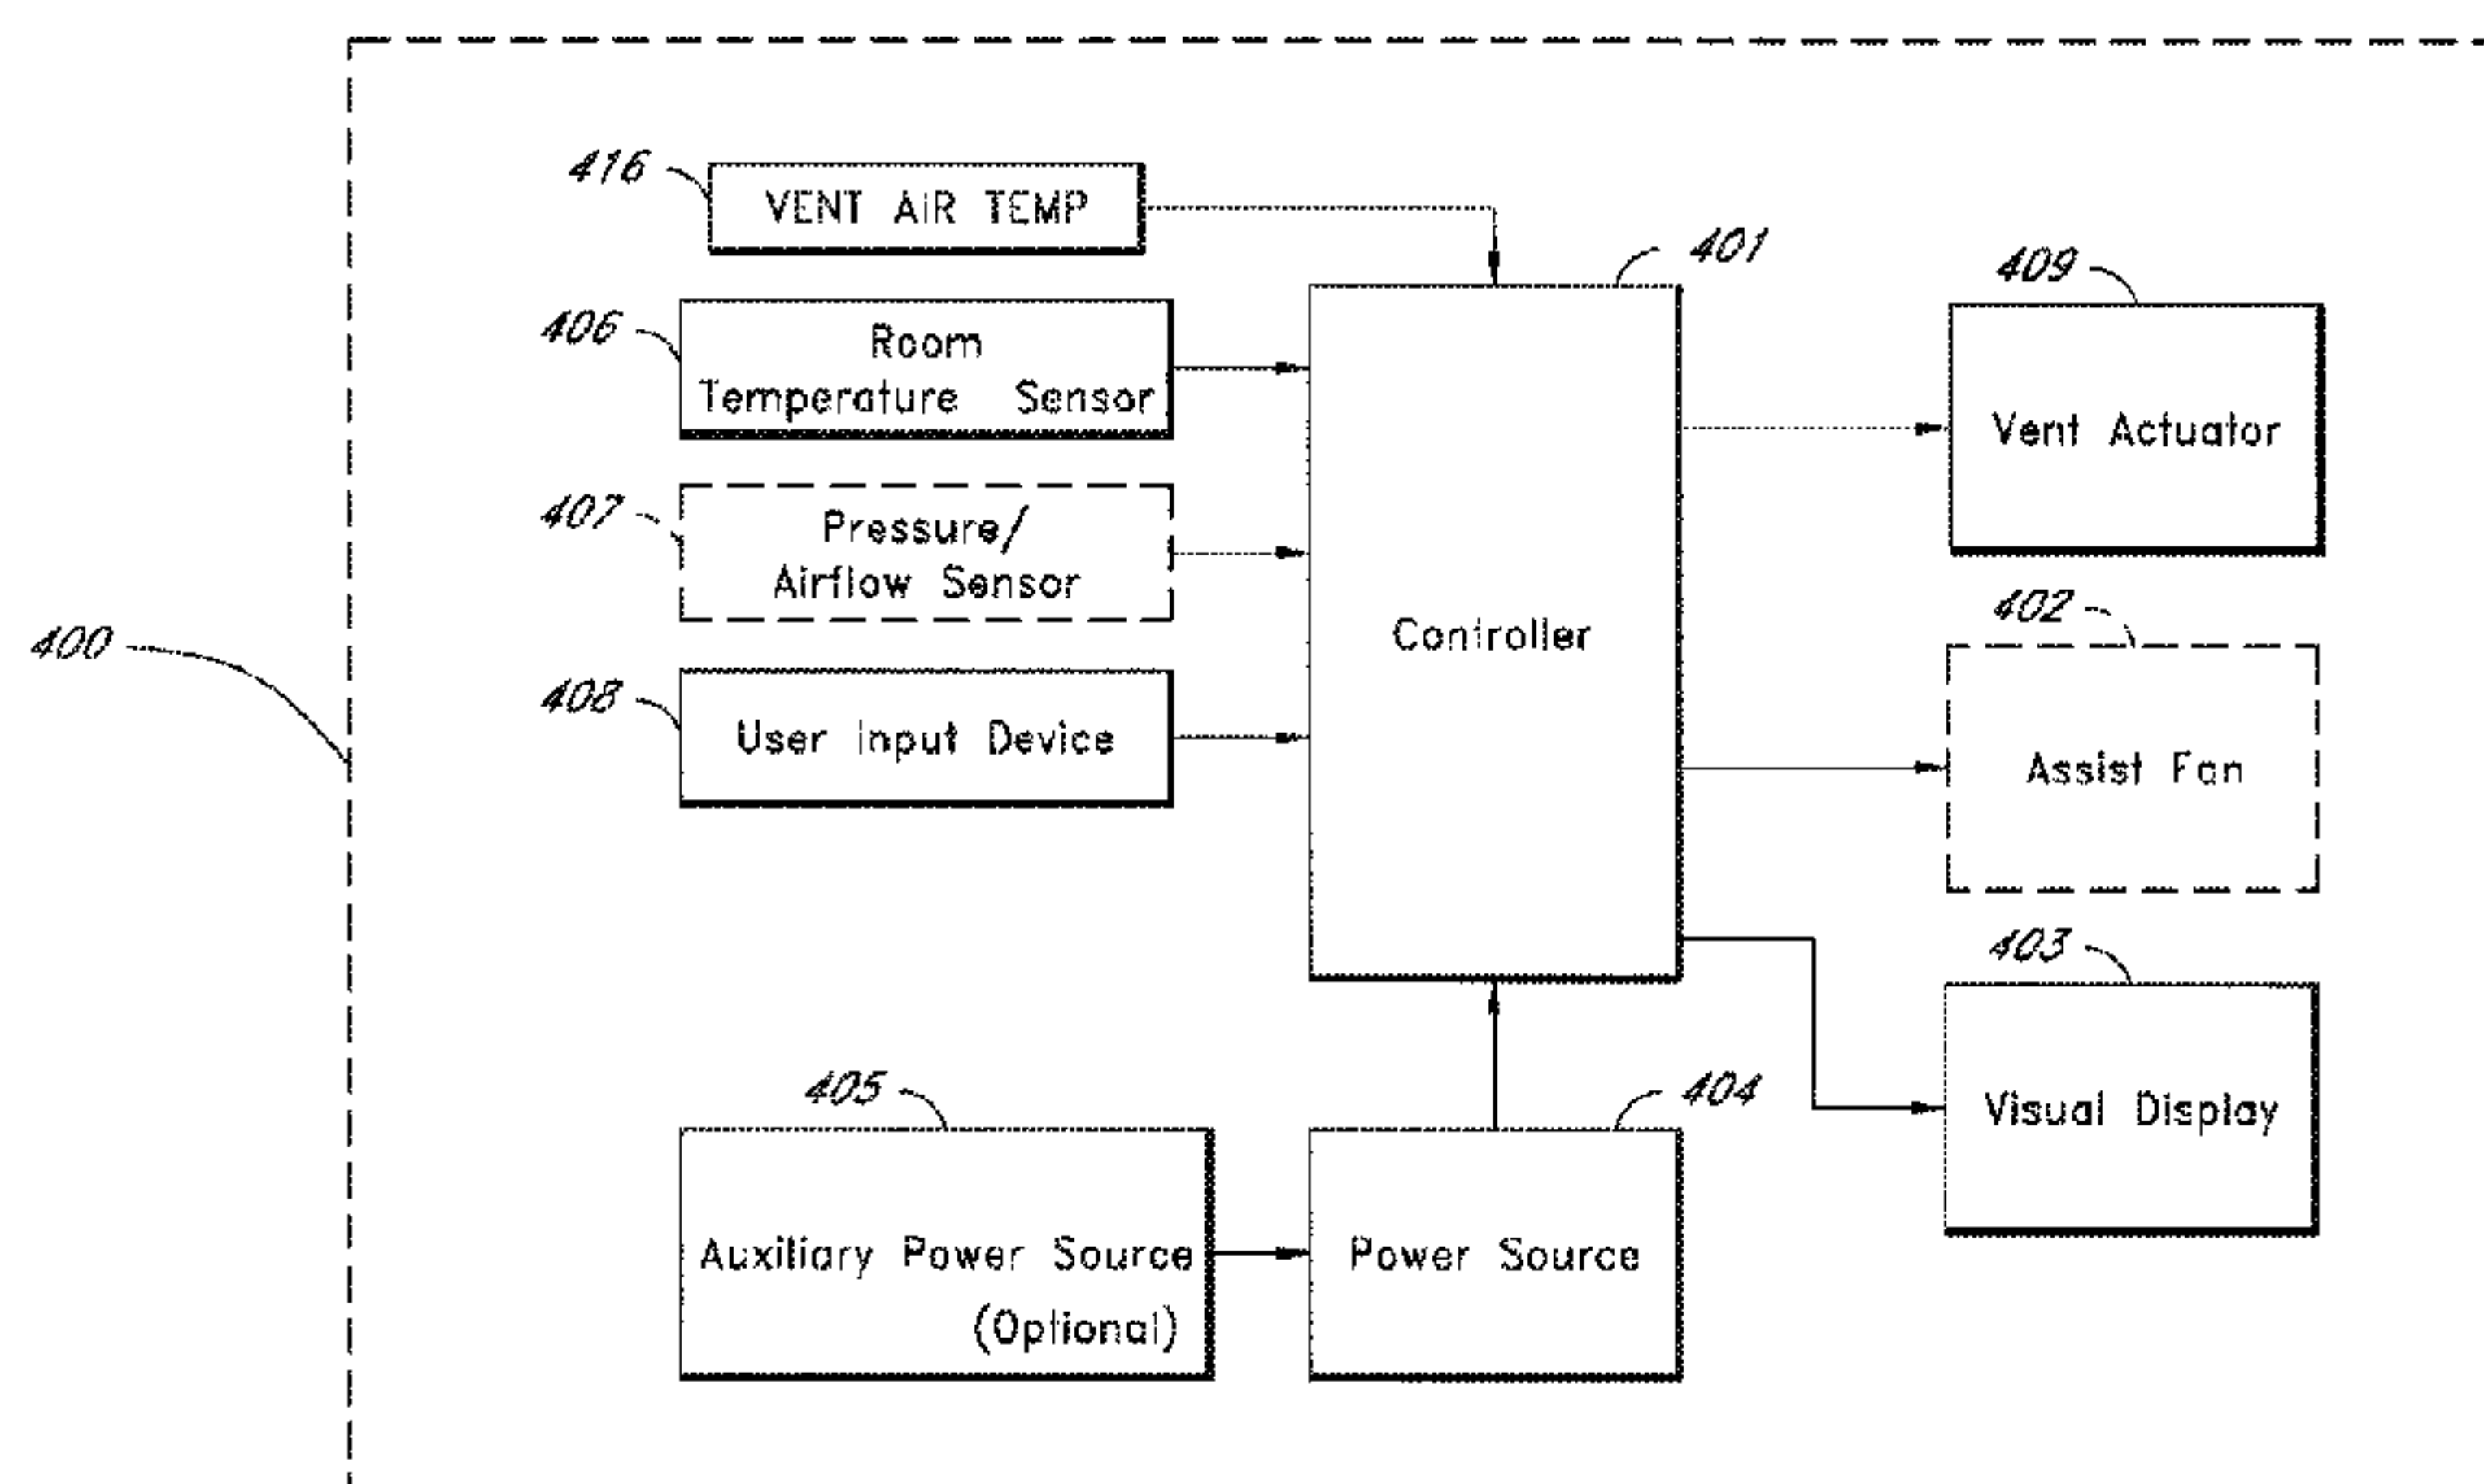 416
VENT AIR TEMP
401
409
406
Room
Temperature Sensor
Vent Actuator
407
Pressure/
Airflow Sensor
402
400
Controller
408
User Input Device
Assist Fan
403
405
404
Visual Display
Auxiliary Power Source
(Optional)
Power Source